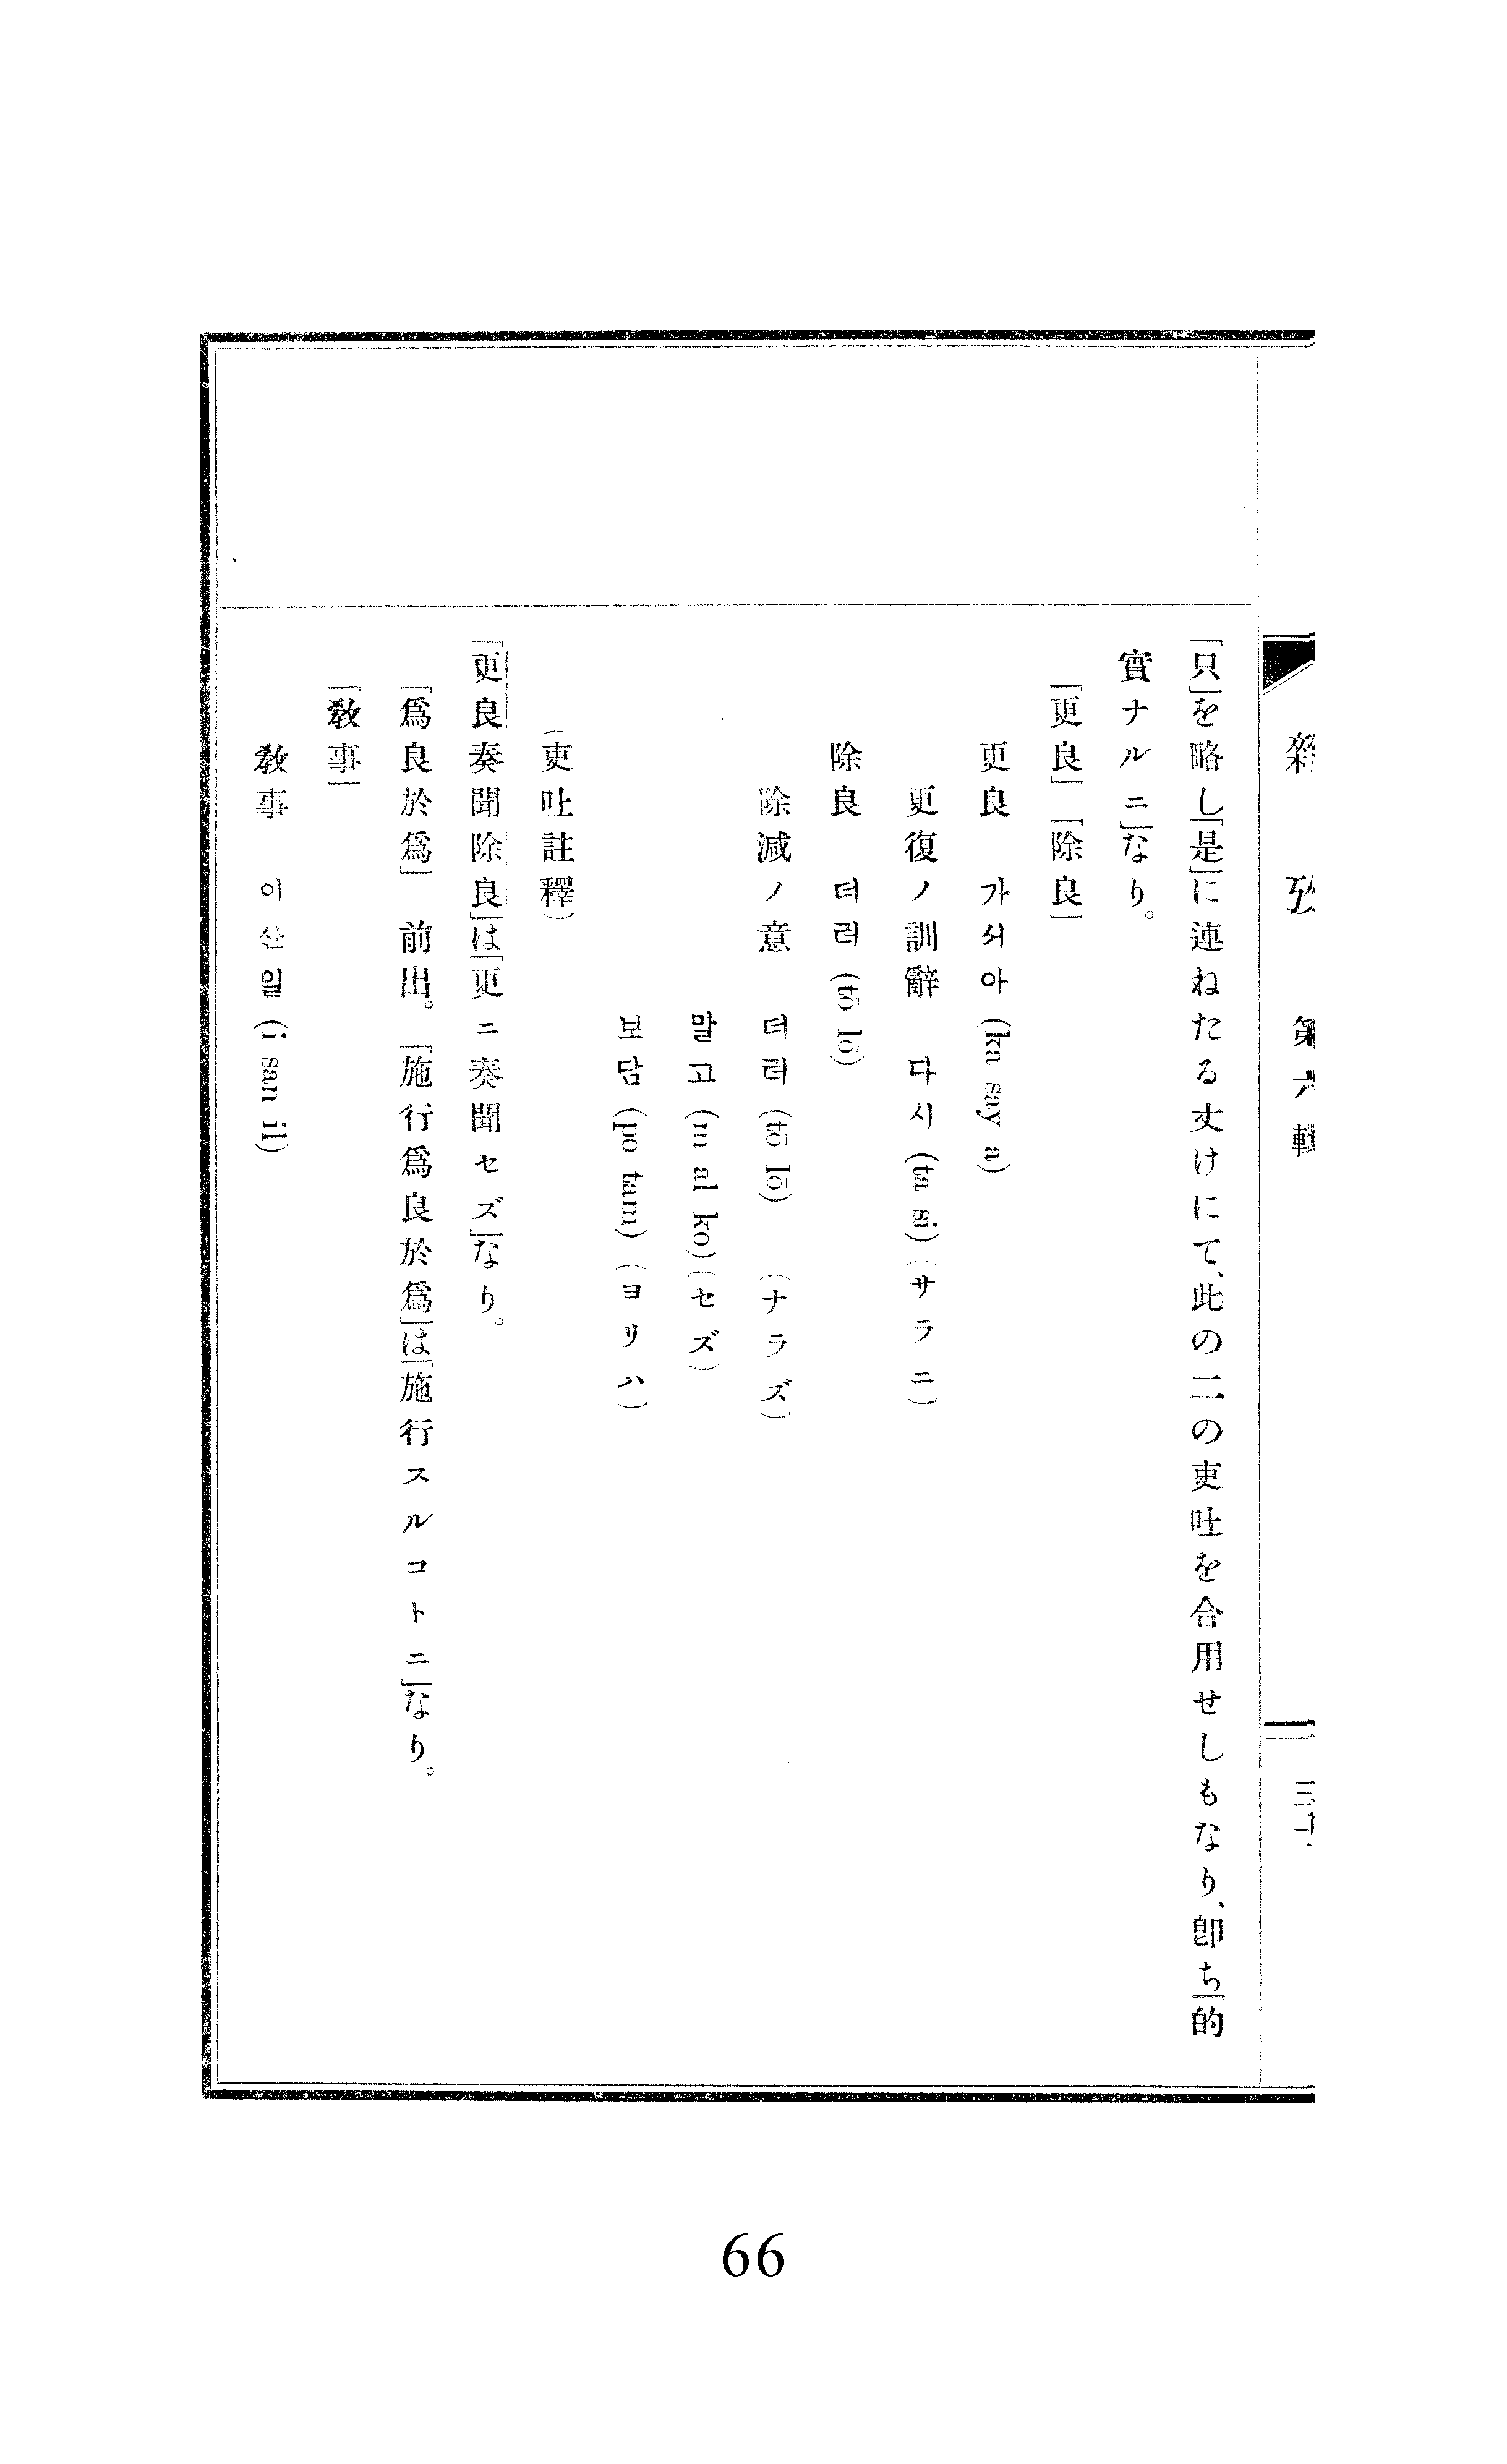 雜攷 第六輯 三十
「只」を略し「是」に連ねたる丈けにて、此の二の吏吐を合用せしもなり、卽ち「的
實ナルニ」なり。
「更良」「除良」
更良 가ᄉᆡ아 (ka say a)
更復ノ訓辭 다시 (ta si) (サラニ)
除良 더러 (tŏ lŏ)
除減ノ意 더러 (tŏ lŏ) (ナラズ)
말고 (m al ko) (セズ)
보담 (po tam) (ヨリハ)
(吏吐註釋)
「更良奏聞除良」は「更ニ奏聞セズ」なり。
「爲良於爲」 前出。「施行爲良於爲」は「施行スルコトニ」なり。
「敎事」
敎事 이산일 (i san il)
66